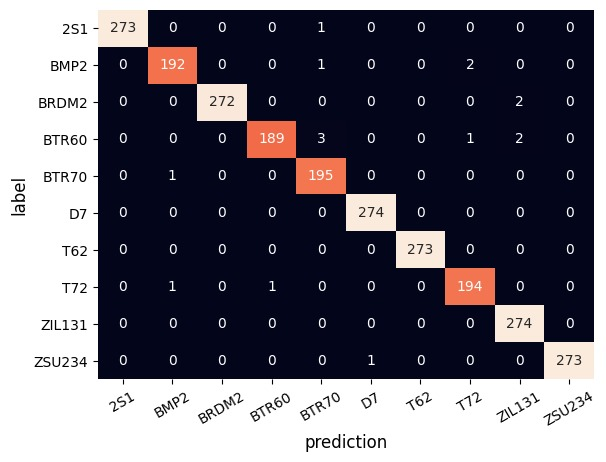 2S1 273 0 0 0 1 0 0 0 0 0
BMP2 0 192 0 0 1 0 0 2 0 0
BRDM2 0 0 272 0 0 0 0 0 2 0
BTR60 0 0 0 189 3 0 0 1 2 0
BTR70 0 1 0 0 195 0 0 0 0 0
D7 0 0 0 0 0 274 0 0 0 0
T62 0 0 0 0 0 0 273 0 0 0
T72 0 1 0 1 0 0 0 194 0 0
ZIL131 0 0 0 0 0 0 0 0 274 0
ZSU234 0 0 0 0 0 1 0 0 0 273
label
2S1 BMP2 BRDM2 BTR60 BTR70 D7 T62 T72 ZIL131 ZSU234
prediction